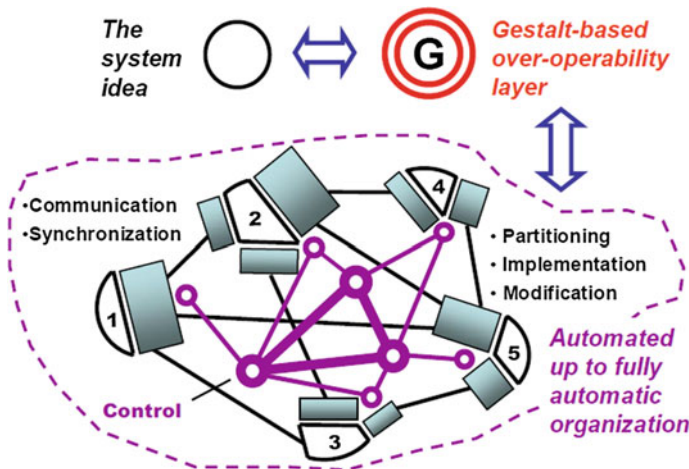 The
system
idea
G
Gestalt-based
over-operability
layer
•Communication
•Synchronization
1
2
3
4
5
• Partitioning
• Implementation
• Modification
Control
Automated
up to fully
automatic
organization